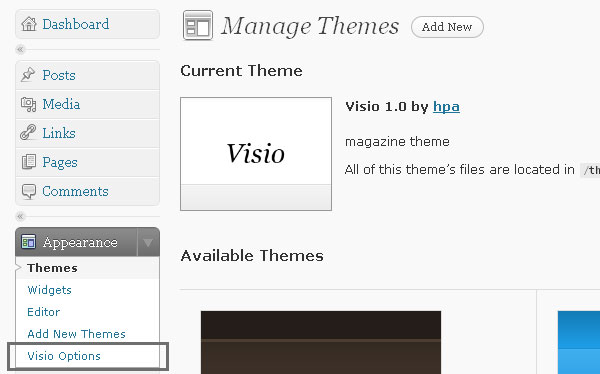 Dashboard
Posts
Media
Links
Pages
Comments
Appearance
Themes
Widgets
Editor
Add New Themes
Visio Options
Manage Themes
Add New
Current Theme
Visio
Visio 1.0 by hpa
magazine theme
All of this theme’s files are located in /th
Available Themes